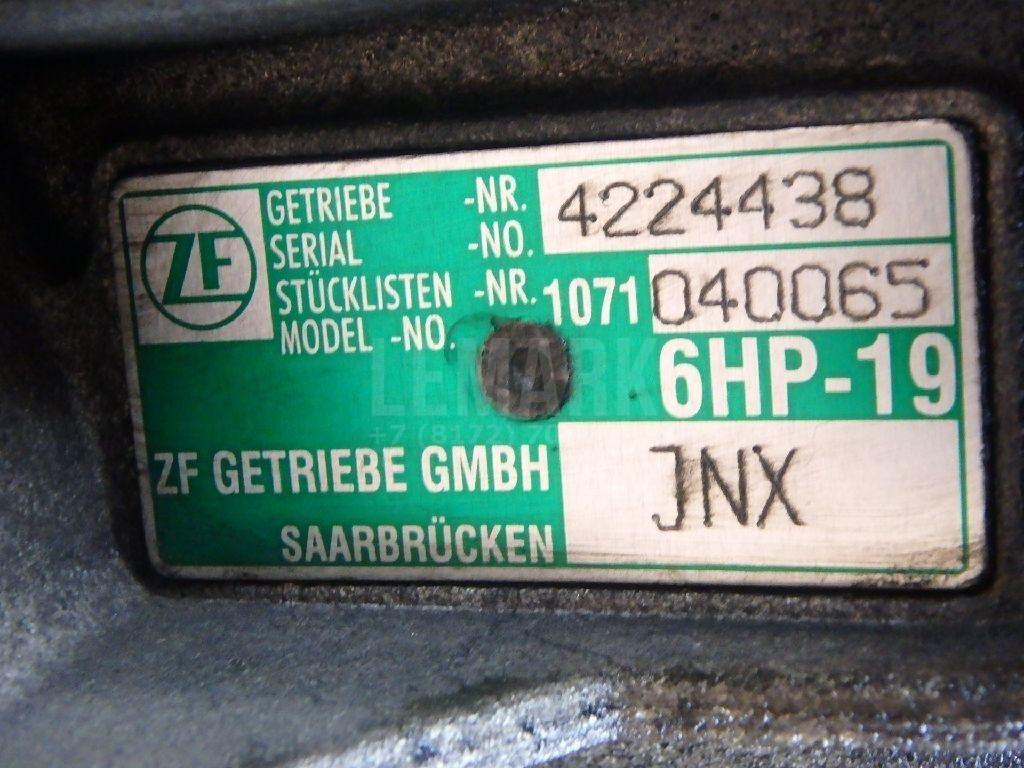 ZF
GETRIEBE -NR. 4224438
SERIAL -NO.
STÜCKLISTEN -NR. 1071 040065
MODEL -NO.
6HP-19
LEMARK
ZF GETRIEBE GMBH
JNX
SAARBRÜCKEN